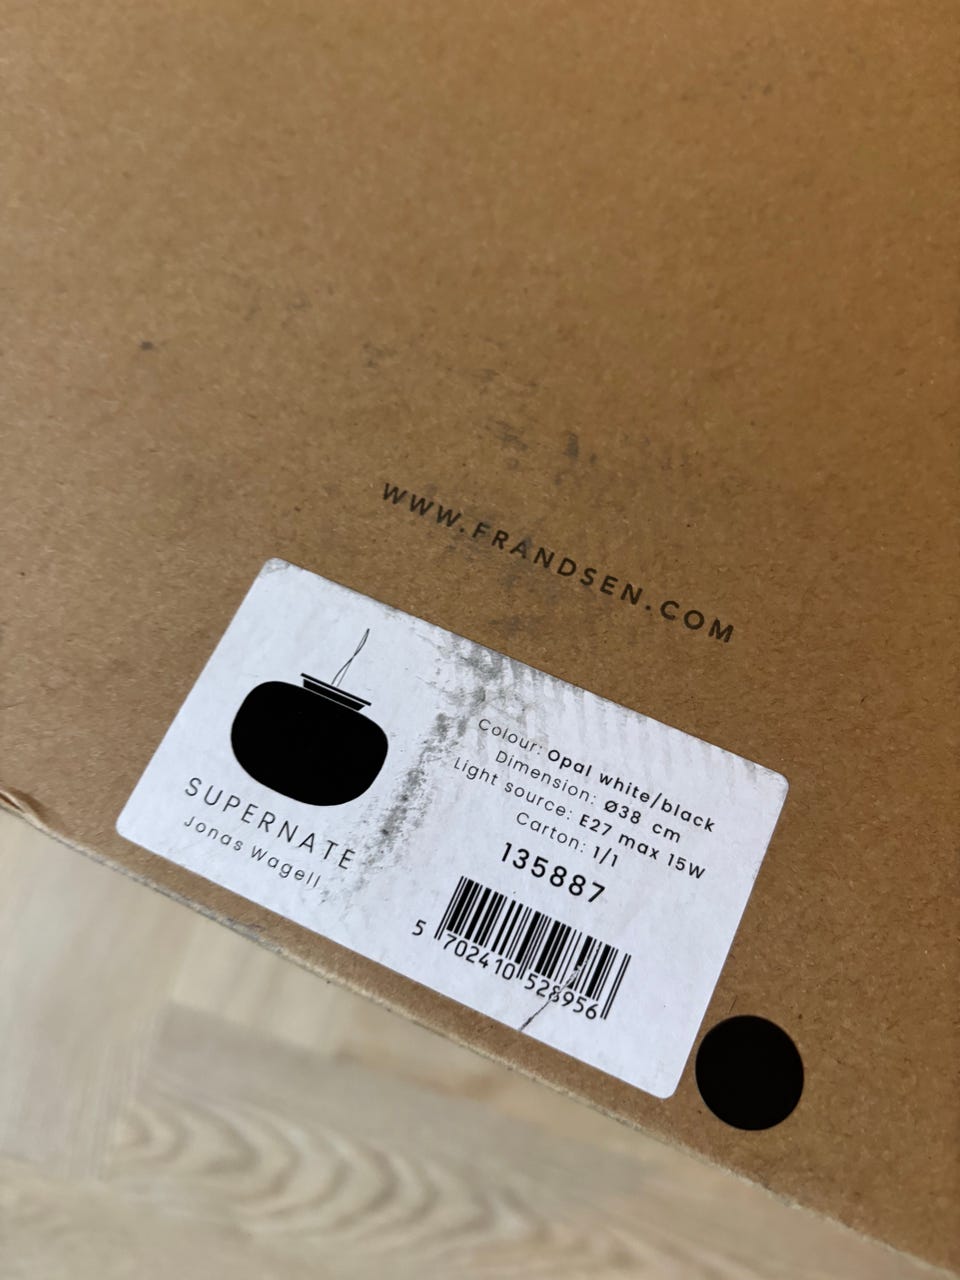 WWW.FRANDSEN.COM
SUPERNATE
Jonas Wagell
Colour: Opal white/black
Dimension: Ø38 cm
Light source: E27 max 15W
Carton: 1/1
135887
5 702410 528956